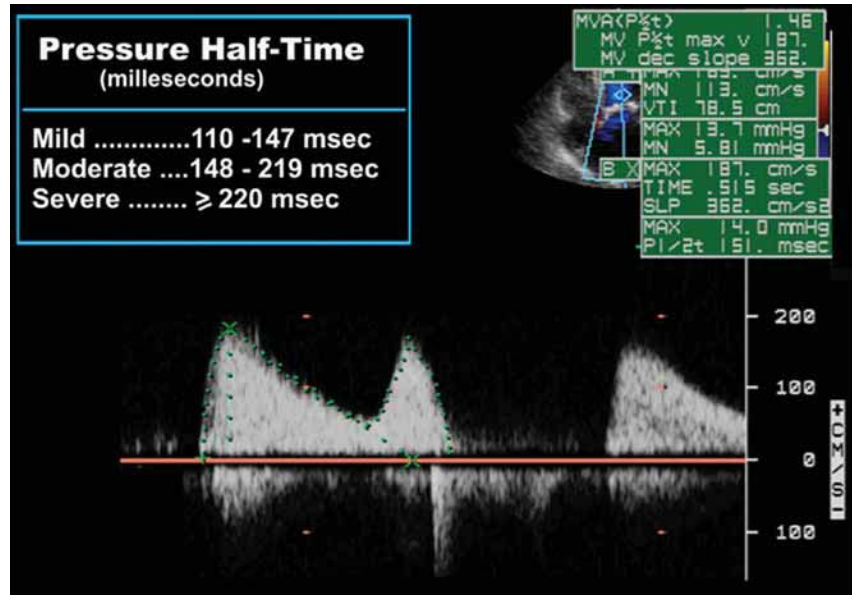 Pressure Half-Time
(milleseconds)
Mild .............110 -147 msec
Moderate ....148 - 219 msec
Severe ........ ⩾ 220 msec
MVA(P½t) 1.46
MV P½t max v 187.
MV dec slope 362.
MN 113. cm/s
VTI 78.5 cm
MAX 13.7 mmHg
MN 5.81 mmHg
B X MAX 187. cm/s
TIME .515 sec
SLP 362. cm/s2
MAX 14.0 mmHg
P1/2t 151. msec
200
100
0
100
+CM/S-